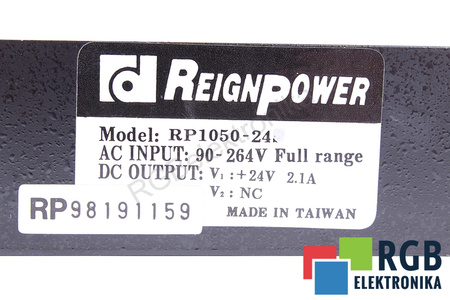 REIGNPOWER
Model: RP1050-24
AC INPUT: 90-264V Full range
DC OUTPUT: V₁:+24V 2.1A
V₂: NC
MADE IN TAIWAN
RP98191159
RGB
ELEKTRONIKA